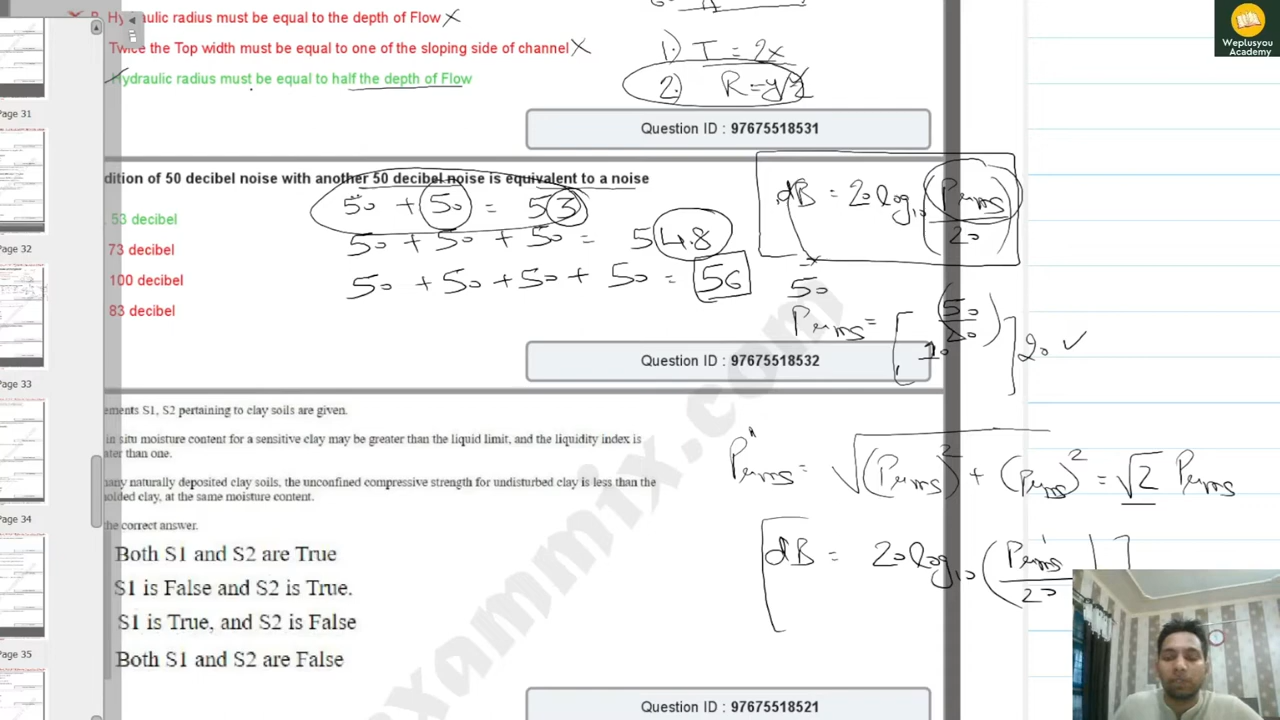 Hydraulic radius must be equal to the depth of Flow
Twice the Top width must be equal to one of the sloping side of channel
Hydraulic radius must be equal to half the depth of Flow
1.) T = 2x
2.) R = y/2
Weplusyou
Academy
Page 31
Question ID : 97675518531
dition of 50 decibel noise with another 50 decibel noise is equivalent to a noise
53 decibel
73 decibel
100 decibel
83 decibel
50 + 50 = 53
50 + 50 + 50 = 54.8
50 + 50 + 50 + 50 = 56
dB = 20 log10 (Prms / 20)
50
Prms = [10 (50/20)] 20 ✓
Page 32
Question ID : 97675518532
Page 33
ements S1, S2 pertaining to clay soils are given.
in situ moisture content for a sensitive clay may be greater than the liquid limit, and the liquidity index is
ater than one.
any naturally deposited clay soils, the unconfined compressive strength for undisturbed clay is less than the
olded clay, at the same moisture content.
the correct answer.
Both S1 and S2 are True
S1 is False and S2 is True.
S1 is True, and S2 is False
Both S1 and S2 are False
Prms = √(Prms)2 + (Prms)2 = √2 Prms
dB = 20 log10 (Prms / 20
Page 34
Page 35
Question ID : 97675518521